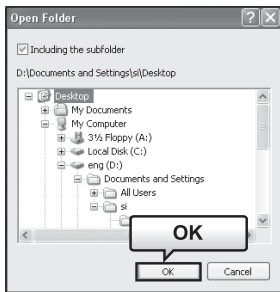 Open Folder
Including the subfolder
D:\Documents and Settings\si\Desktop
Desktop
My Documents
My Computer
3½ Floppy (A:)
Local Disk (C:)
eng (D:)
Documents and Settings
All Users
si
OK
OK
Cancel